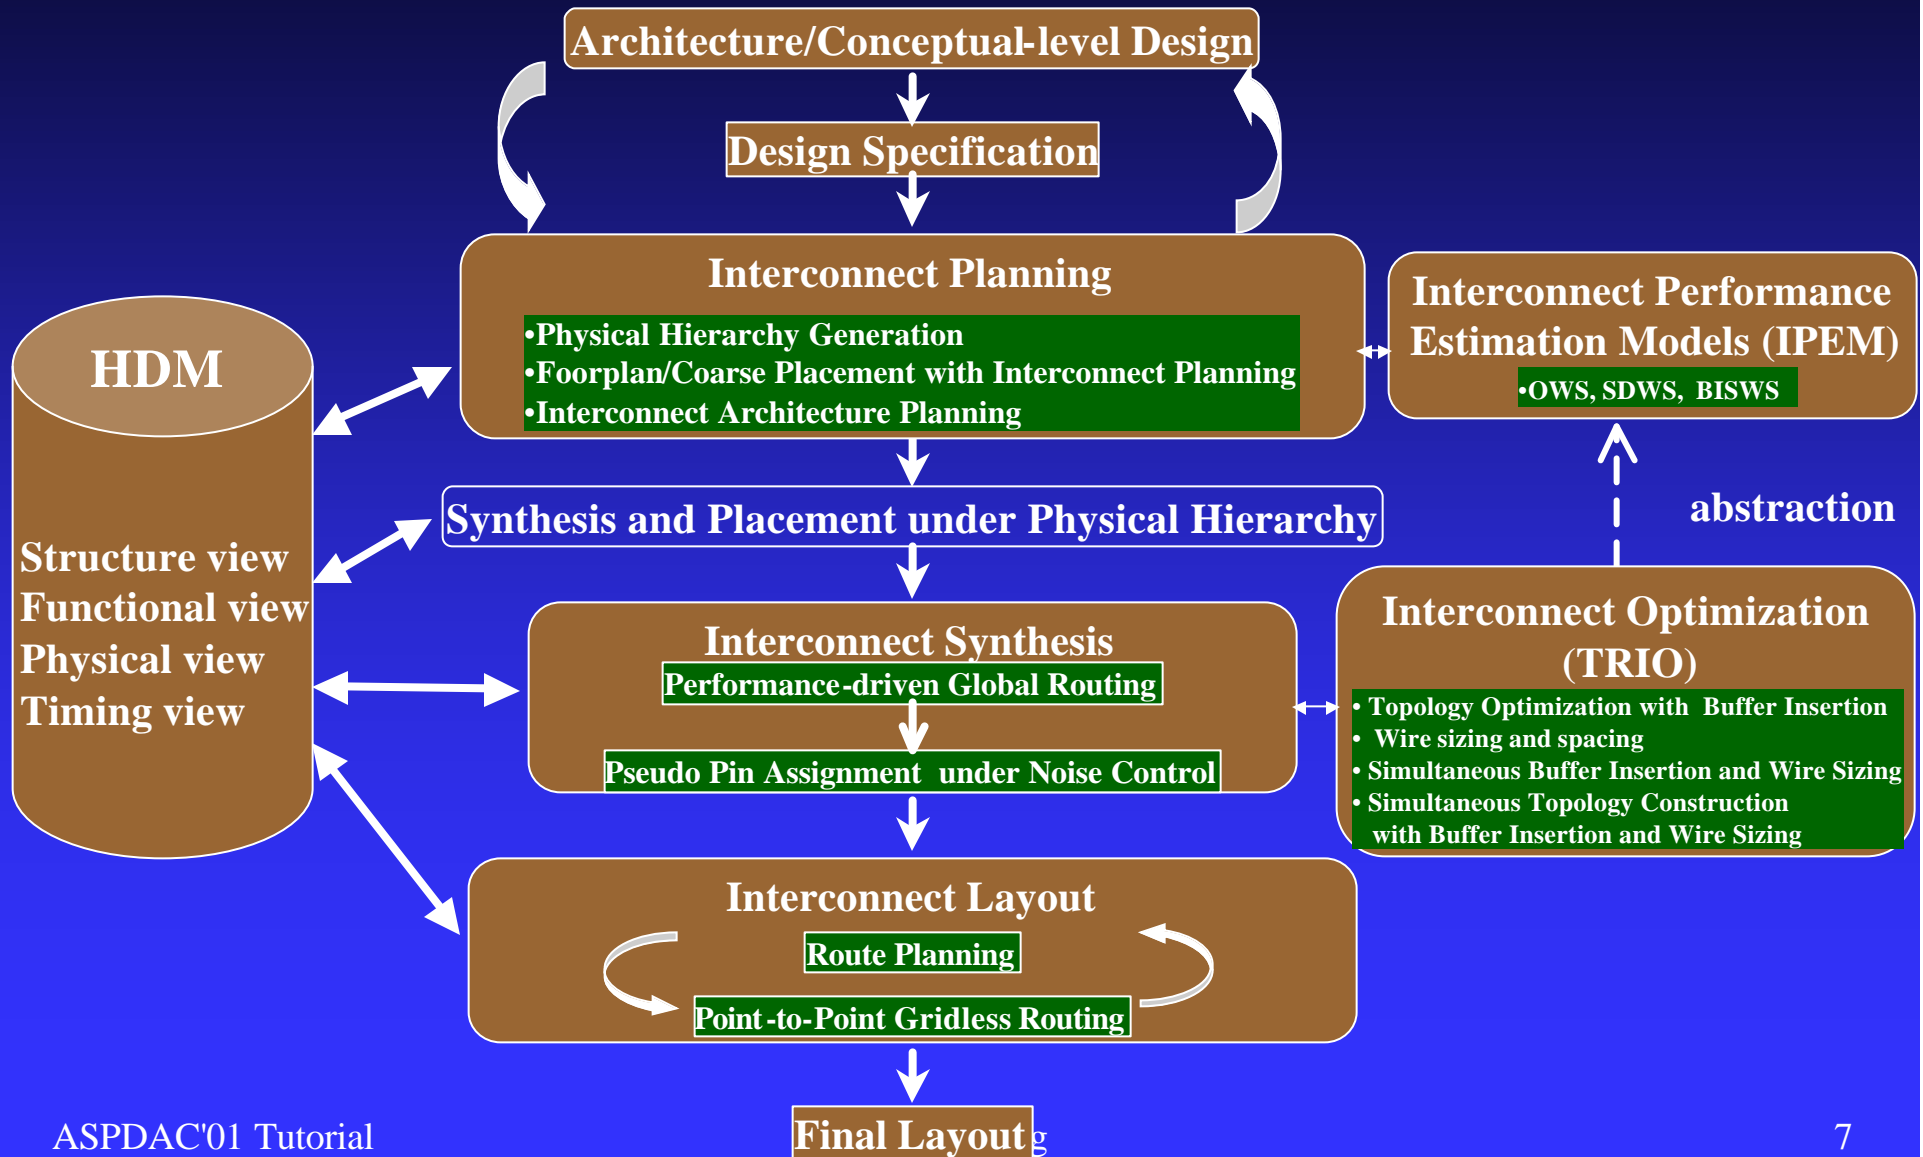 Architecture/Conceptual-level Design
Design Specification
Interconnect Planning
•Physical Hierarchy Generation
•Foorplan/Coarse Placement with Interconnect Planning
•Interconnect Architecture Planning
Interconnect Performance
Estimation Models (IPEM)
•OWS, SDWS, BISWS
HDM
Structure view
Functional view
Physical view
Timing view
Synthesis and Placement under Physical Hierarchy
abstraction
Interconnect Synthesis
Performance-driven Global Routing
Pseudo Pin Assignment under Noise Control
Interconnect Optimization
(TRIO)
• Topology Optimization with Buffer Insertion
• Wire sizing and spacing
• Simultaneous Buffer Insertion and Wire Sizing
• Simultaneous Topology Construction
with Buffer Insertion and Wire Sizing
Interconnect Layout
Route Planning
Point-to-Point Gridless Routing
Final Layout
ASPDAC'01 Tutorial
7